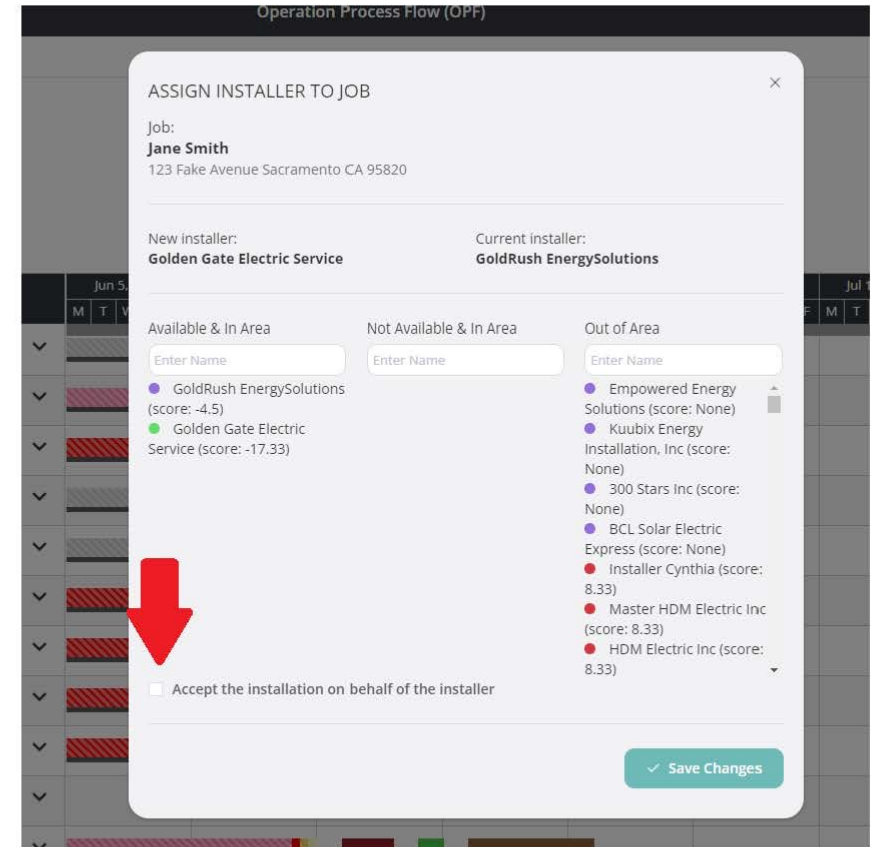 Operation Process Flow (OPF)
ASSIGN INSTALLER TO JOB
×
Job:
Jane Smith
123 Fake Avenue Sacramento CA 95820
New installer:
Golden Gate Electric Service
Current installer:
GoldRush EnergySolutions
Jun 5,
Jul 1
M T W
F M T
Available & In Area
Enter Name
GoldRush EnergySolutions
(score: -4.5)
Golden Gate Electric
Service (score: -17.33)
Not Available & In Area
Enter Name
Out of Area
Enter Name
Empowered Energy
Solutions (score: None)
Kuubix Energy
Installation, Inc (score:
None)
300 Stars Inc (score:
None)
BCL Solar Electric
Express (score: None)
Installer Cynthia (score:
8.33)
Master HDM Electric Inc
(score: 8.33)
HDM Electric Inc (score:
8.33)
Accept the installation on behalf of the installer
✓ Save Changes